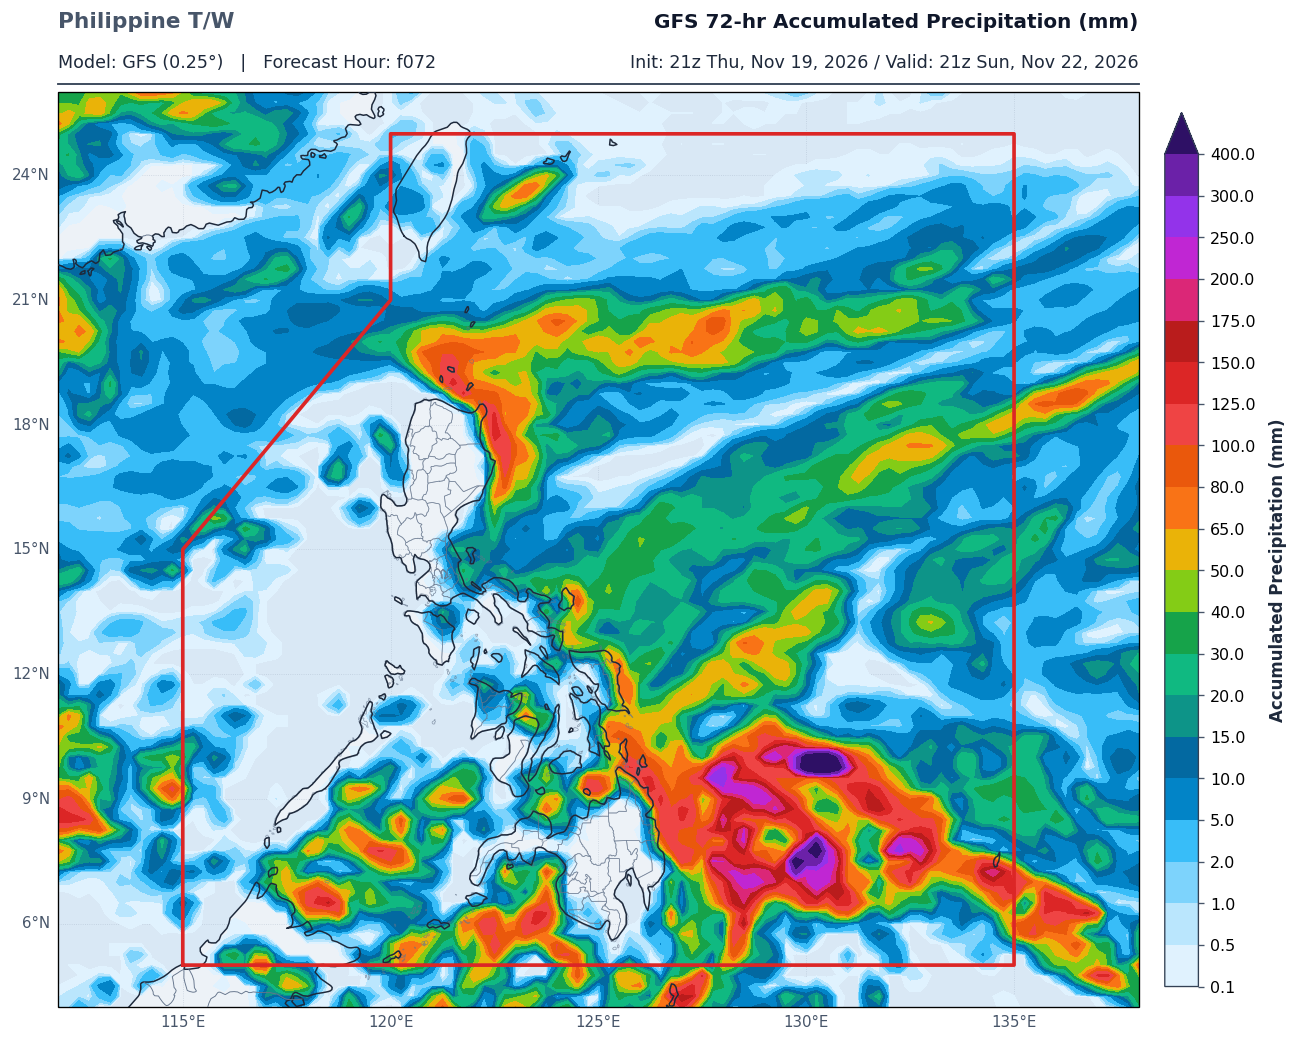 Philippine T/W
GFS 72-hr Accumulated Precipitation (mm)
Model: GFS (0.25°) | Forecast Hour: f072
Init: 21z Thu, Nov 19, 2026 / Valid: 21z Sun, Nov 22, 2026
24°N
21°N
18°N
15°N
12°N
9°N
6°N
115°E
120°E
125°E
130°E
135°E
400.0
300.0
250.0
200.0
175.0
150.0
125.0
100.0
80.0
65.0
50.0
40.0
30.0
20.0
15.0
10.0
5.0
2.0
1.0
0.5
0.1
Accumulated Precipitation (mm)